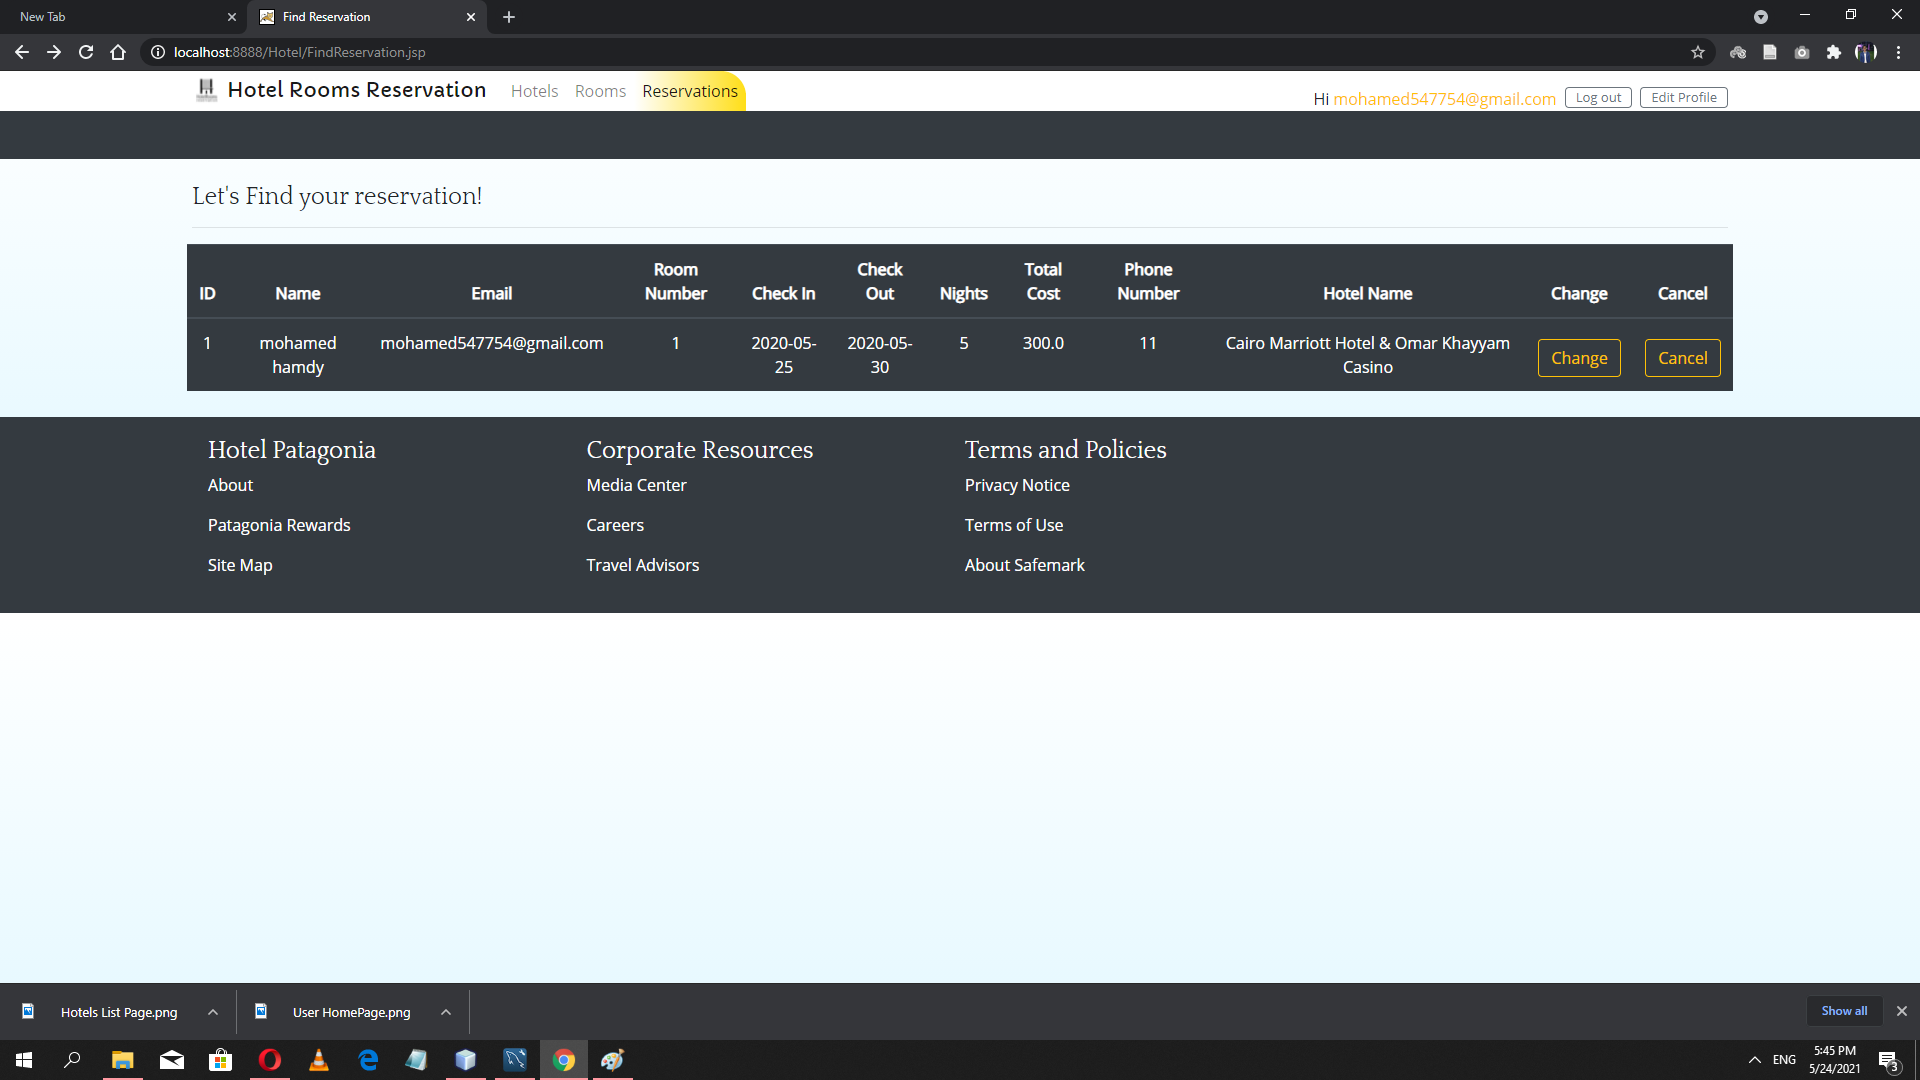 New Tab
Find Reservation
localhost:8888/Hotel/FindReservation.jsp
Hotel Rooms Reservation
Hotels
Rooms
Reservations
Hi mohamed547754@gmail.com
Log out
Edit Profile
Let's Find your reservation!
ID
Name
Email
Room
Number
Check In
Check
Out
Nights
Total
Cost
Phone
Number
Hotel Name
Change
Cancel
1
mohamed
hamdy
mohamed547754@gmail.com
1
2020-05-
25
2020-05-
30
5
300.0
11
Cairo Marriott Hotel & Omar Khayyam
Casino
Change
Cancel
Hotel Patagonia
About
Patagonia Rewards
Site Map
Corporate Resources
Media Center
Careers
Travel Advisors
Terms and Policies
Privacy Notice
Terms of Use
About Safemark
Hotels List Page.png
User HomePage.png
Show all
ENG
5:45 PM
5/24/2021
3